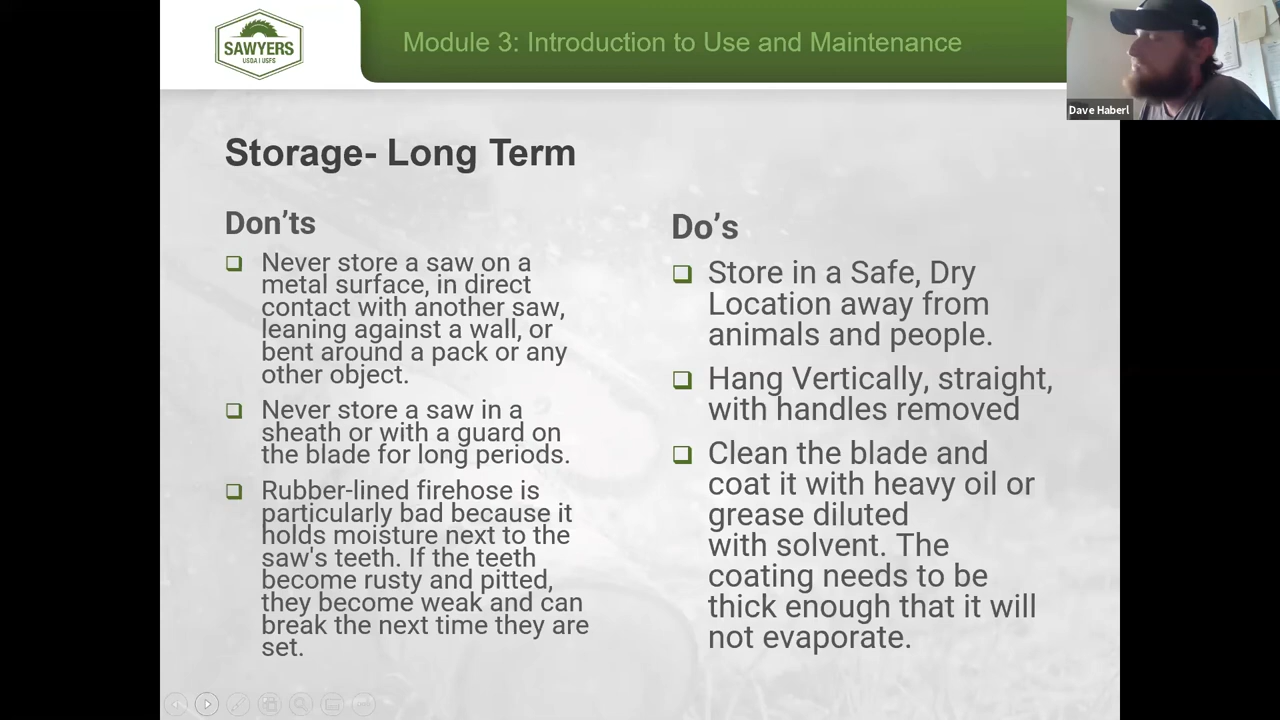 SAWYERS
USDA | USFS
Module 3: Introduction to Use and Maintenance
Dave Haberl
Storage- Long Term
Don'ts
❑ Never store a saw on a
metal surface, in direct
contact with another saw,
leaning against a wall, or
bent around a pack or any
other object.
❑ Never store a saw in a
sheath or with a guard on
the blade for long periods.
❑ Rubber-lined firehose is
particularly bad because it
holds moisture next to the
saw's teeth. If the teeth
become rusty and pitted,
they become weak and can
break the next time they are
set.
Do's
❑ Store in a Safe, Dry
Location away from
animals and people.
❑ Hang Vertically, straight,
with handles removed
❑ Clean the blade and
coat it with heavy oil or
grease diluted
with solvent. The
coating needs to be
thick enough that it will
not evaporate.